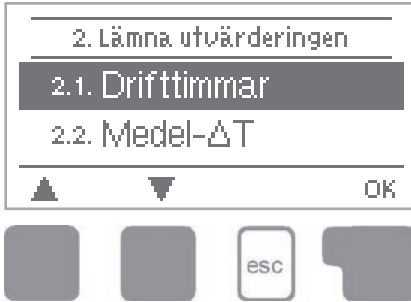 2. Lämna utvärderingen
2.1. Drifttimmar
2.2. Medel-ΔT
▲ ▼ OK
esc